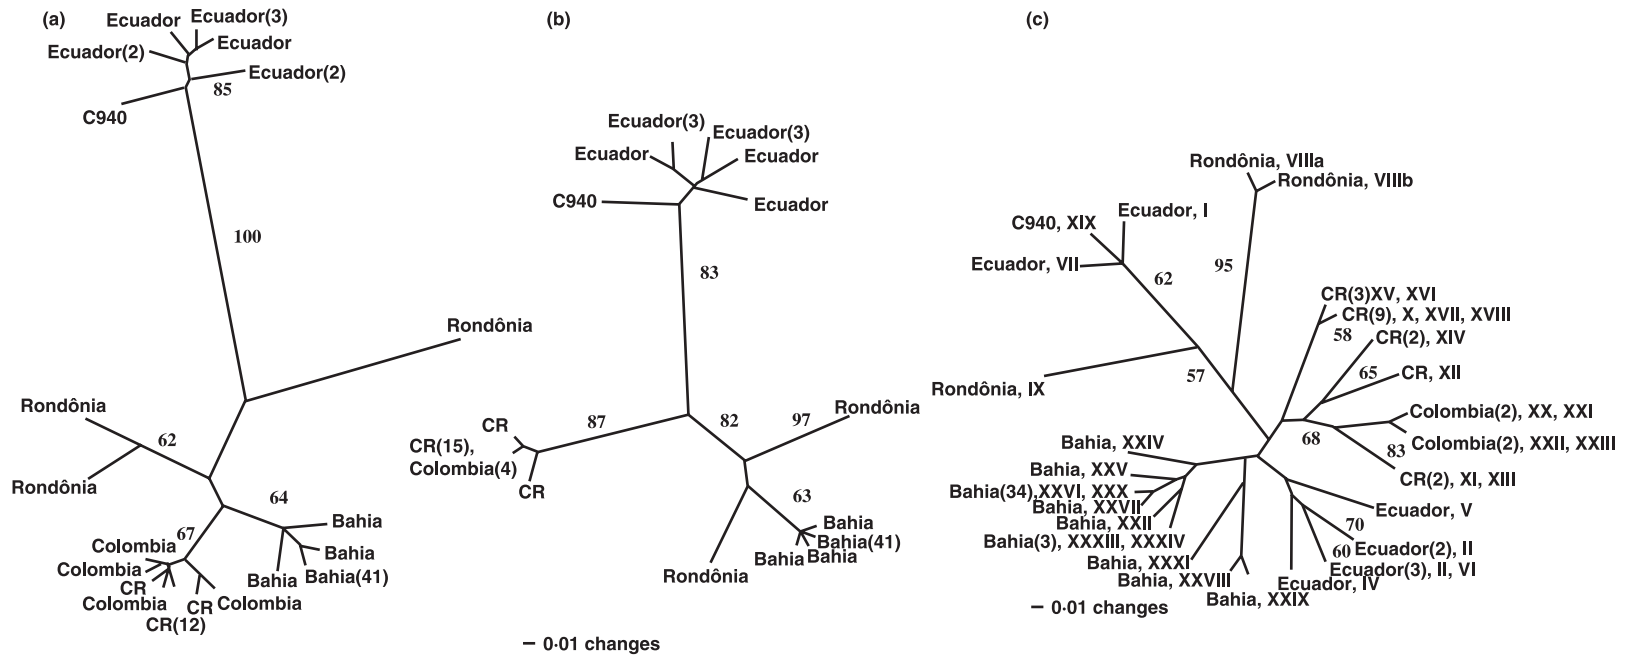 (a)
Ecuador
Ecuador(3)
Ecuador
Ecuador(2)
Ecuador(2)
85
C940
100
Rondônia
Rondônia
62
Rondônia
64
Bahia
67
Colombia
Bahia
Colombia
Bahia
Bahia(41)
CR
Colombia
CR
Colombia
CR(12)
(b)
Ecuador(3)
Ecuador(3)
Ecuador
Ecuador
C940
Ecuador
83
87
82
97
Rondônia
CR
CR(15),
Colombia(4)
CR
63
Bahia
Bahia(41)
Bahia
Bahia
Rondônia
0·01 changes
(c)
Rondônia, VIIIa
Rondônia, VIIIb
Ecuador, I
C940, XIX
Ecuador, VII
62
95
CR(3)XV, XVI
CR(9), X, XVII, XVIII
58
CR(2), XIV
57
65
CR, XII
Rondônia, IX
Colombia(2), XX, XXI
68
83
Colombia(2), XXII, XXIII
CR(2), XI, XIII
Bahia, XXIV
Bahia, XXV
Bahia(34),XXVI, XXX
Bahia, XXVII
Bahia, XXII
Bahia(3), XXXIII, XXXIV
Bahia, XXXI
Bahia, XXVIII
Bahia, XXIX
Ecuador, V
70
60
Ecuador(2), II
Ecuador(3), II, VI
Ecuador, IV
0·01 changes